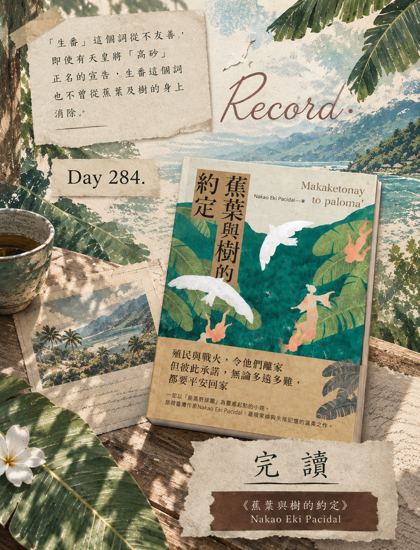 「生番」這個詞從不友善，
即使有天皇將「高砂」
正名的宣告，生番這個詞
也不曾從蕉葉及樹的身上
消除。
Record.
Day 284.
Makaketonay
to paloma'
Nakao Eki Pacidal—著
蕉葉與樹的
約定
殖民與戰火，令他們離家
但彼此承諾，無論多遠多難，
都要平安回家
完讀
《蕉葉與樹的約定》
Nakao Eki Pacidal